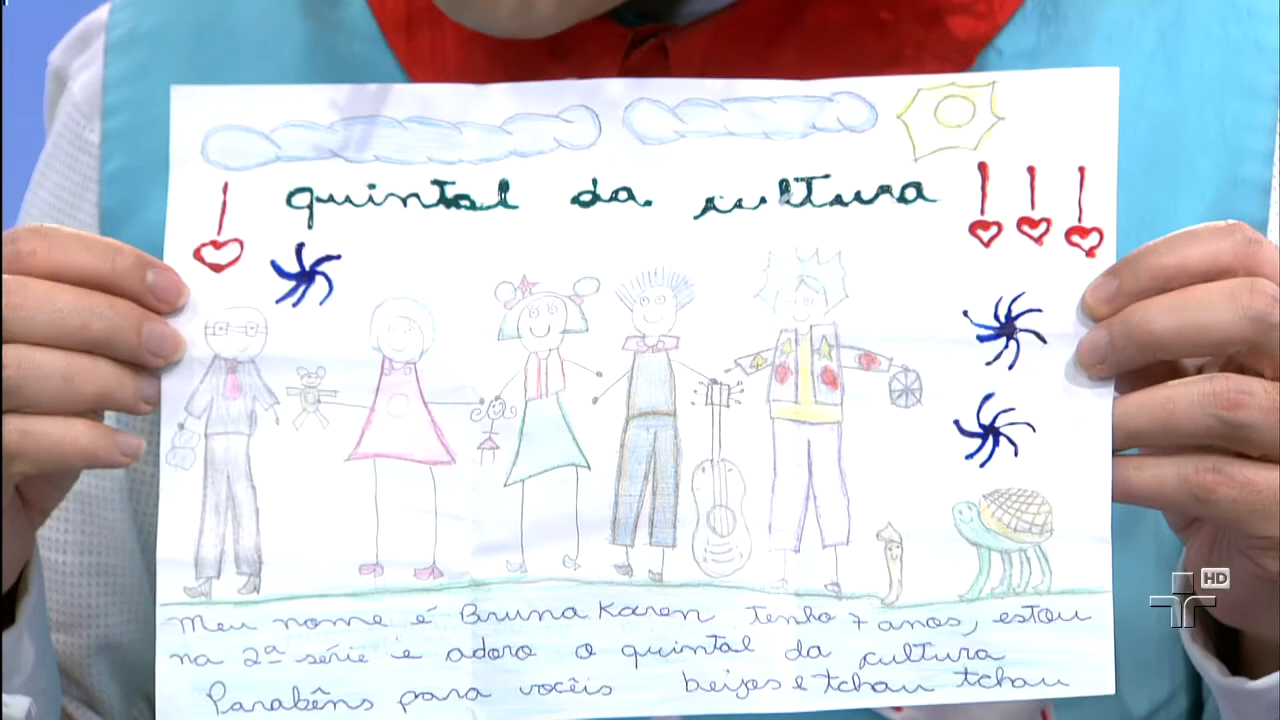 quintal da cultura
Meu nome é Bruna Karen tenho 7 anos, estou
na 2ª série e adoro o quintal da cultura
Parabêns para vocêis beijos e tchau tchau
HD